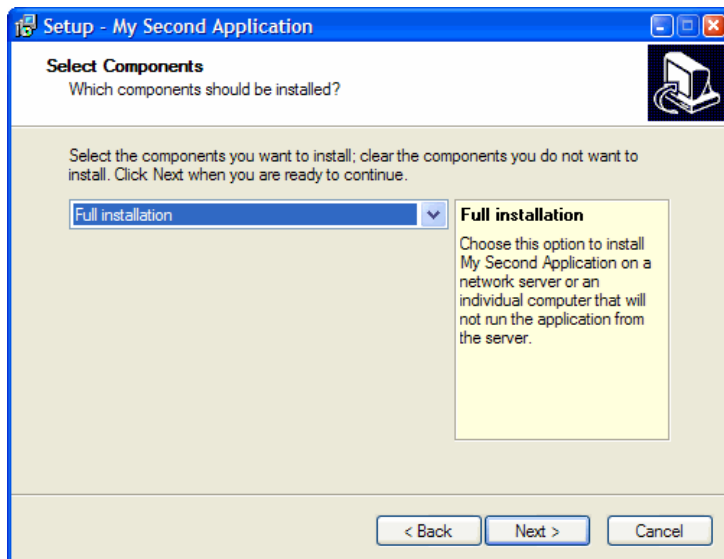 Setup - My Second Application
Select Components
Which components should be installed?
Select the components you want to install; clear the components you do not want to
install. Click Next when you are ready to continue.
Full installation
Full installation
Choose this option to install
My Second Application on a
network server or an
individual computer that will
not run the application from
the server.
< Back
Next >
Cancel